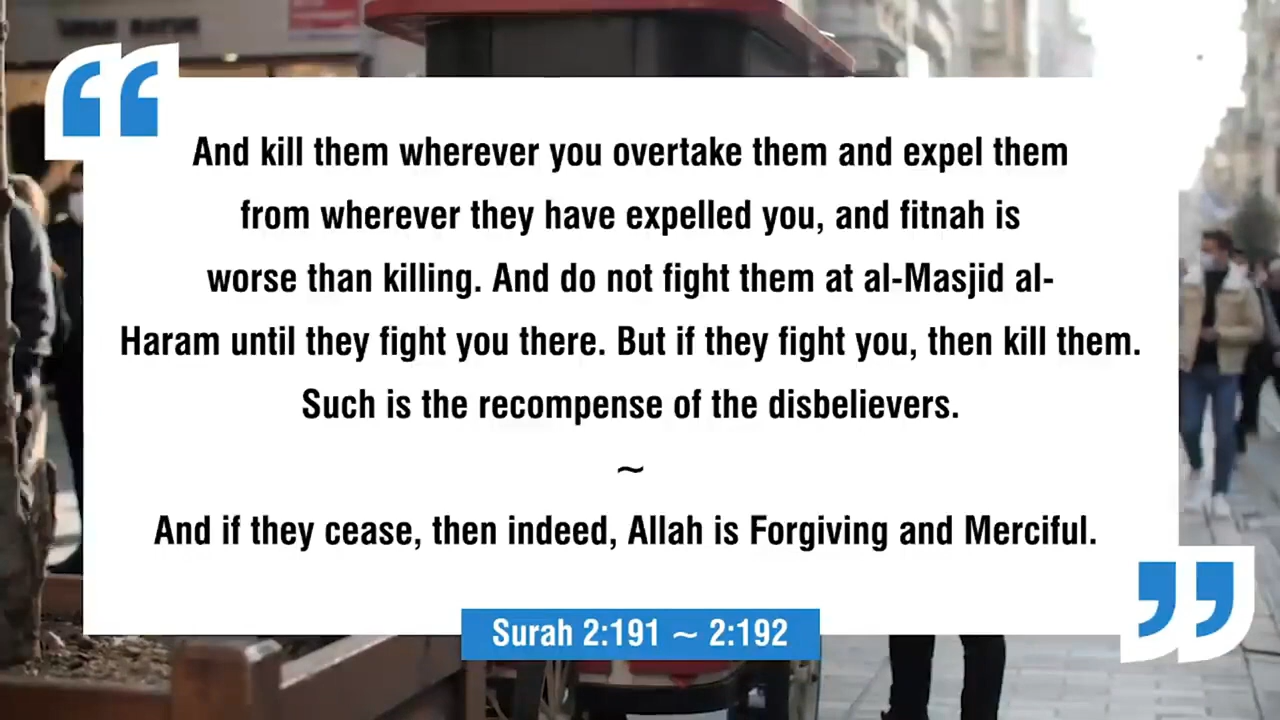 And kill them wherever you overtake them and expel them
from wherever they have expelled you, and fitnah is
worse than killing. And do not fight them at al-Masjid al-
Haram until they fight you there. But if they fight you, then kill them.
Such is the recompense of the disbelievers.
~
And if they cease, then indeed, Allah is Forgiving and Merciful.
Surah 2:191 ~ 2:192